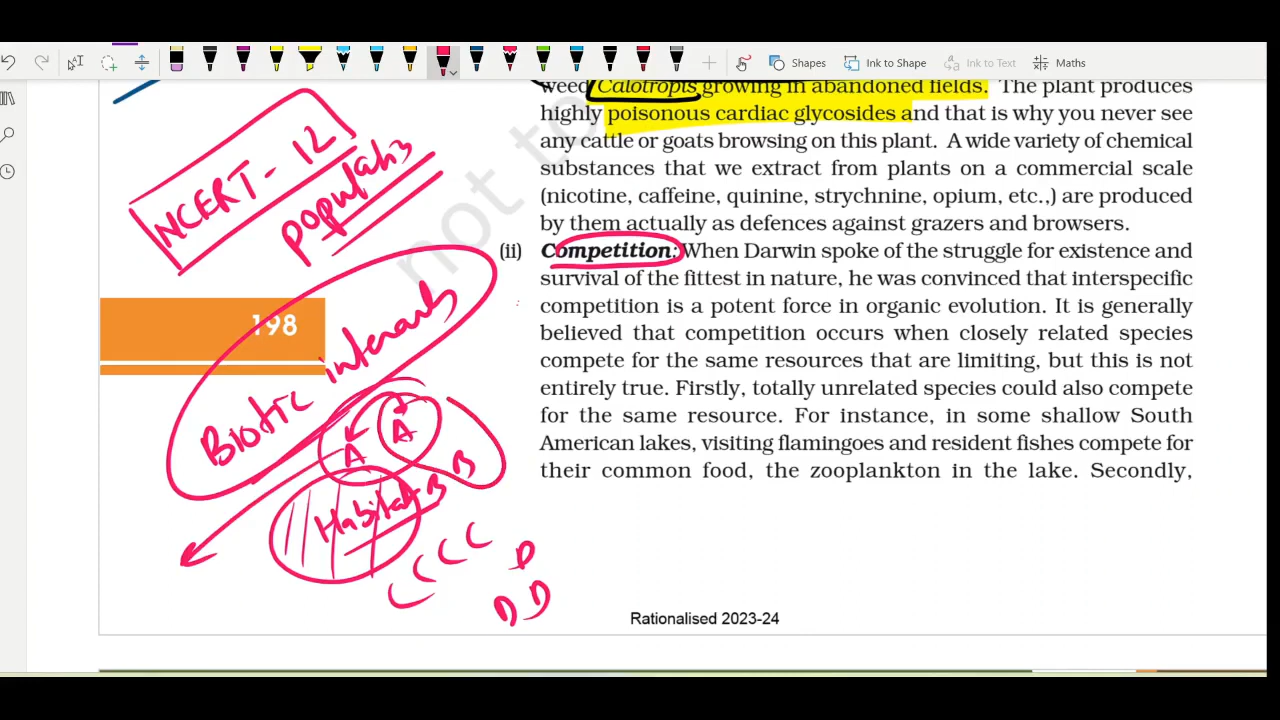 Shapes
Ink to Shape
Ink to Text
Maths
weed Calotropis growing in abandoned fields. The plant produces
highly poisonous cardiac glycosides and that is why you never see
any cattle or goats browsing on this plant. A wide variety of chemical
substances that we extract from plants on a commercial scale
(nicotine, caffeine, quinine, strychnine, opium, etc.,) are produced
by them actually as defences against grazers and browsers.
(ii) Competition: When Darwin spoke of the struggle for existence and
survival of the fittest in nature, he was convinced that interspecific
competition is a potent force in organic evolution. It is generally
believed that competition occurs when closely related species
compete for the same resources that are limiting, but this is not
entirely true. Firstly, totally unrelated species could also compete
for the same resource. For instance, in some shallow South
American lakes, visiting flamingoes and resident fishes compete for
their common food, the zooplankton in the lake. Secondly,
NCERT - 12
not to
198
Biotic
A A
B B
Habitat
C C C C
D
D D
Rationalised 2023-24